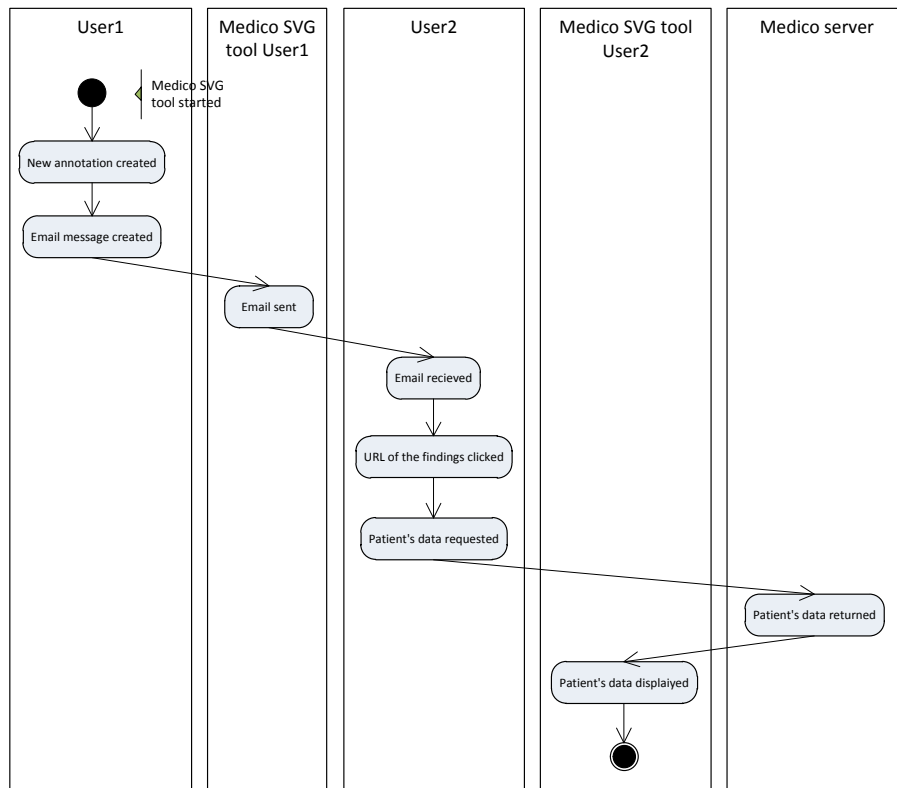 User1
Medico SVG
tool User1
User2
Medico SVG tool
User2
Medico server
Medico SVG
tool started
New annotation created
Email message created
Email sent
Email recieved
URL of the findings clicked
Patient's data requested
Patient's data returned
Patient's data displaiyed